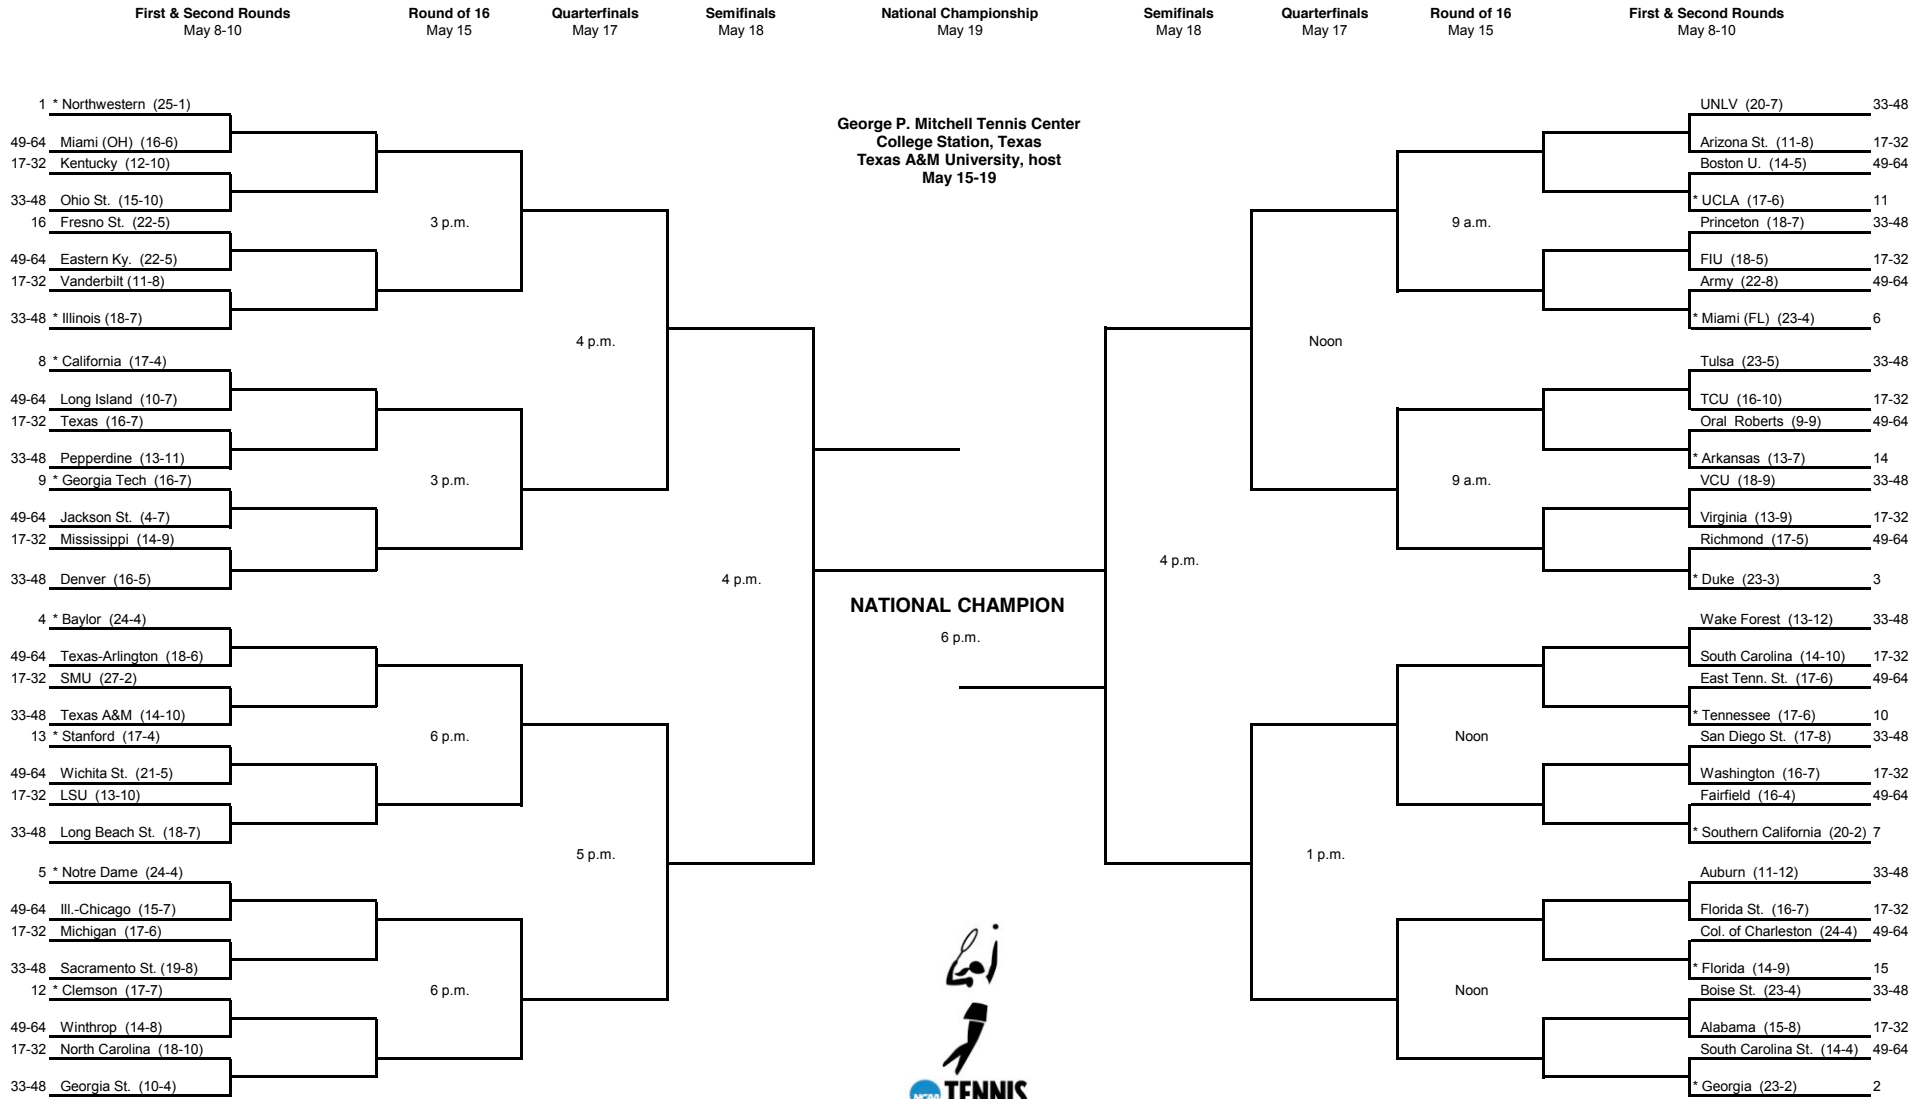 First & Second Rounds
May 8-10
Round of 16
May 15
Quarterfinals
May 17
Semifinals
May 18
National Championship
May 19
Semifinals
May 18
Quarterfinals
May 17
Round of 16
May 15
First & Second Rounds
May 8-10
George P. Mitchell Tennis Center
College Station, Texas
Texas A&M University, host
May 15-19
1 * Northwestern (25-1)
49-64 Miami (OH) (16-6)
17-32 Kentucky (12-10)
33-48 Ohio St. (15-10)
16 Fresno St. (22-5)
3 p.m.
49-64 Eastern Ky. (22-5)
17-32 Vanderbilt (11-8)
33-48 * Illinois (18-7)
4 p.m.
8 * California (17-4)
49-64 Long Island (10-7)
17-32 Texas (16-7)
33-48 Pepperdine (13-11)
9 * Georgia Tech (16-7)
3 p.m.
49-64 Jackson St. (4-7)
17-32 Mississippi (14-9)
33-48 Denver (16-5)
4 p.m.
4 * Baylor (24-4)
49-64 Texas-Arlington (18-6)
17-32 SMU (27-2)
33-48 Texas A&M (14-10)
13 * Stanford (17-4)
6 p.m.
49-64 Wichita St. (21-5)
17-32 LSU (13-10)
33-48 Long Beach St. (18-7)
5 p.m.
5 * Notre Dame (24-4)
49-64 Ill.-Chicago (15-7)
17-32 Michigan (17-6)
33-48 Sacramento St. (19-8)
12 * Clemson (17-7)
6 p.m.
49-64 Winthrop (14-8)
17-32 North Carolina (18-10)
33-48 Georgia St. (10-4)
NATIONAL CHAMPION
6 p.m.
UNLV (20-7) 33-48
Arizona St. (11-8) 17-32
Boston U. (14-5) 49-64
* UCLA (17-6) 11
Princeton (18-7) 33-48
9 a.m.
FIU (18-5) 17-32
Army (22-8) 49-64
* Miami (FL) (23-4) 6
Noon
Tulsa (23-5) 33-48
TCU (16-10) 17-32
Oral Roberts (9-9) 49-64
* Arkansas (13-7) 14
VCU (18-9) 33-48
9 a.m.
Virginia (13-9) 17-32
Richmond (17-5) 49-64
* Duke (23-3) 3
4 p.m.
Wake Forest (13-12) 33-48
South Carolina (14-10) 17-32
East Tenn. St. (17-6) 49-64
* Tennessee (17-6) 10
San Diego St. (17-8) 33-48
Noon
Washington (16-7) 17-32
Fairfield (16-4) 49-64
* Southern California (20-2) 7
1 p.m.
Auburn (11-12) 33-48
Florida St. (16-7) 17-32
Col. of Charleston (24-4) 49-64
* Florida (14-9) 15
Boise St. (23-4) 33-48
Noon
Alabama (15-8) 17-32
South Carolina St. (14-4) 49-64
* Georgia (23-2) 2
NCAA TENNIS